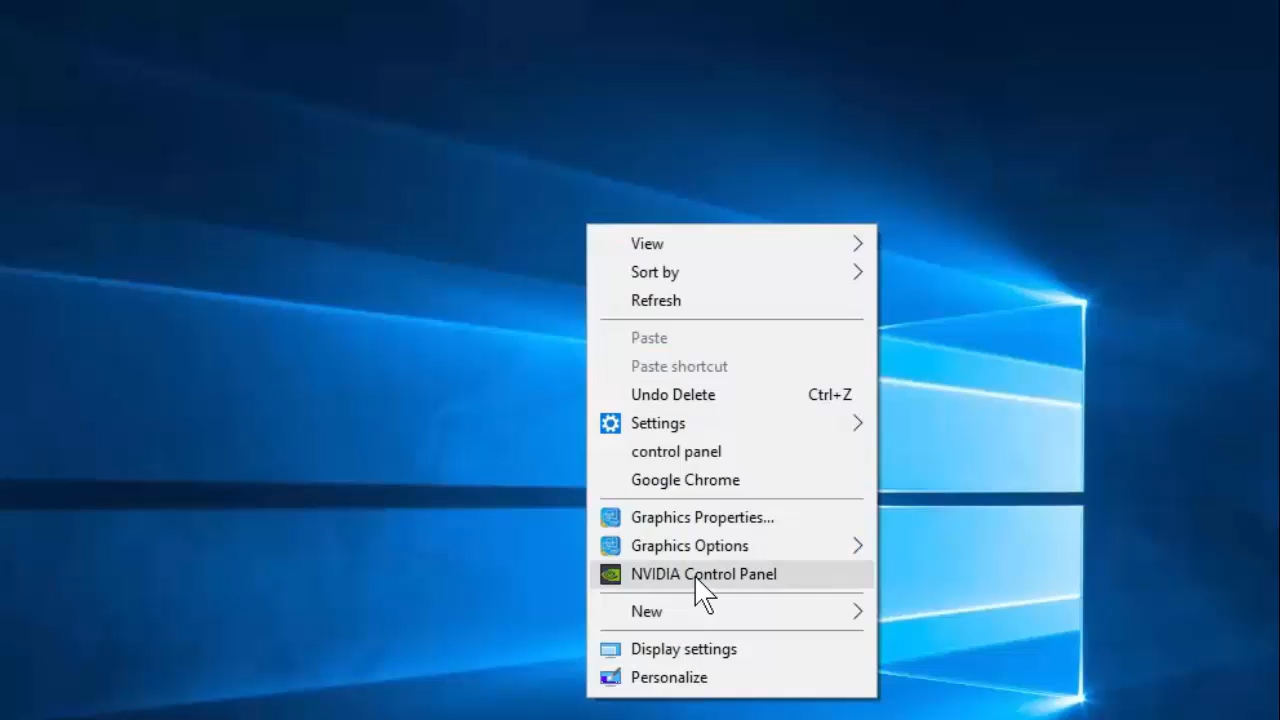 View
Sort by
Refresh
Paste
Paste shortcut
Undo Delete Ctrl+Z
Settings
control panel
Google Chrome
Graphics Properties...
Graphics Options
NVIDIA Control Panel
New
Display settings
Personalize